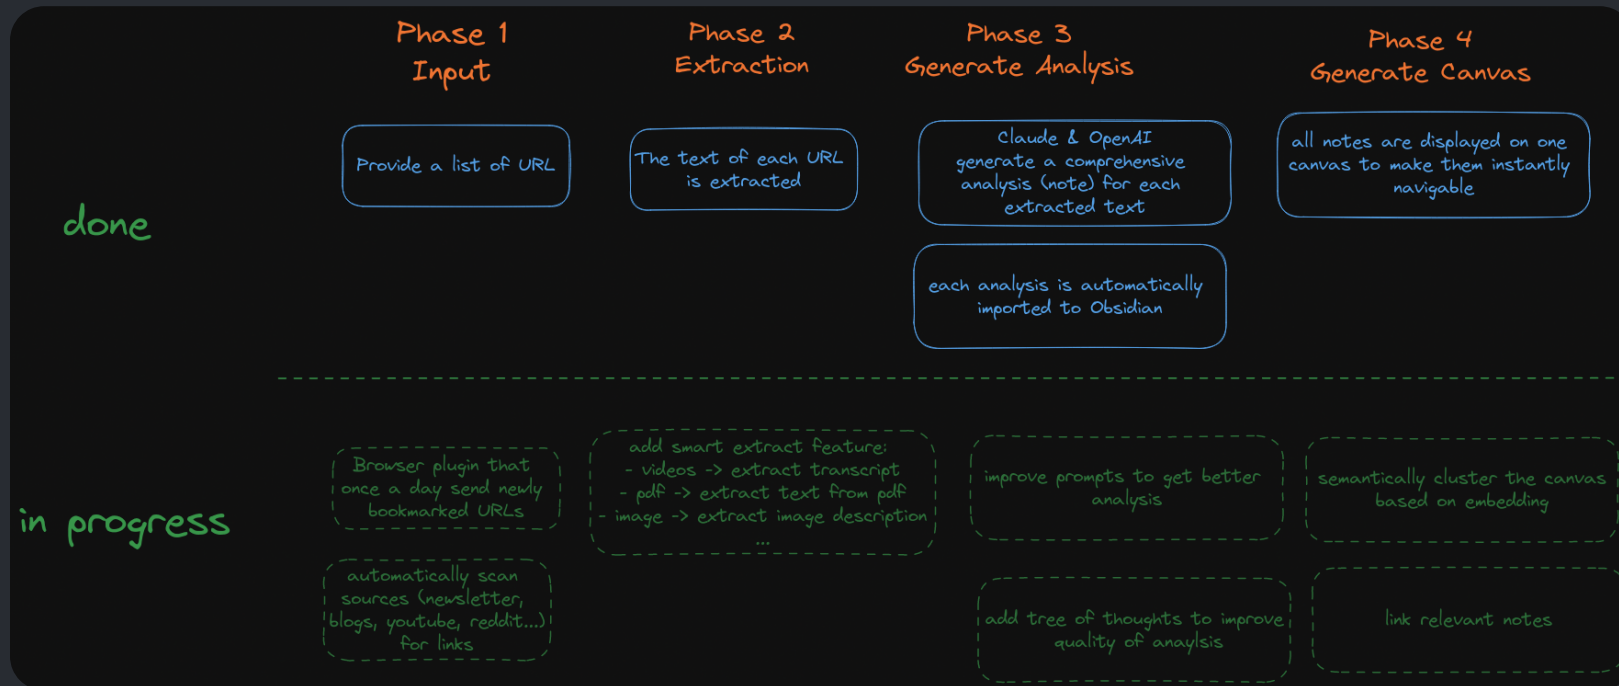 Phase 1
Input
Phase 2
Extraction
Phase 3
Generate Analysis
Phase 4
Generate Canvas
done
Provide a list of URL
The text of each URL
is extracted
Claude & OpenAI
generate a comprehensive
analysis (note) for each
extracted text
each analysis is automatically
imported to Obsidian
all notes are displayed on one
canvas to make them instantly
navigable
in progress
Browser plugin that
once a day send newly
bookmarked URLs
automatically scan
sources (newsletter,
blogs, youtube, reddit...)
for links
add smart extract feature:
- videos -> extract transcript
- pdf -> extract text from pdf
- image -> extract image description
...
improve prompts to get better
analysis
add tree of thoughts to improve
quality of anaylsis
semantically cluster the canvas
based on embedding
link relevant notes